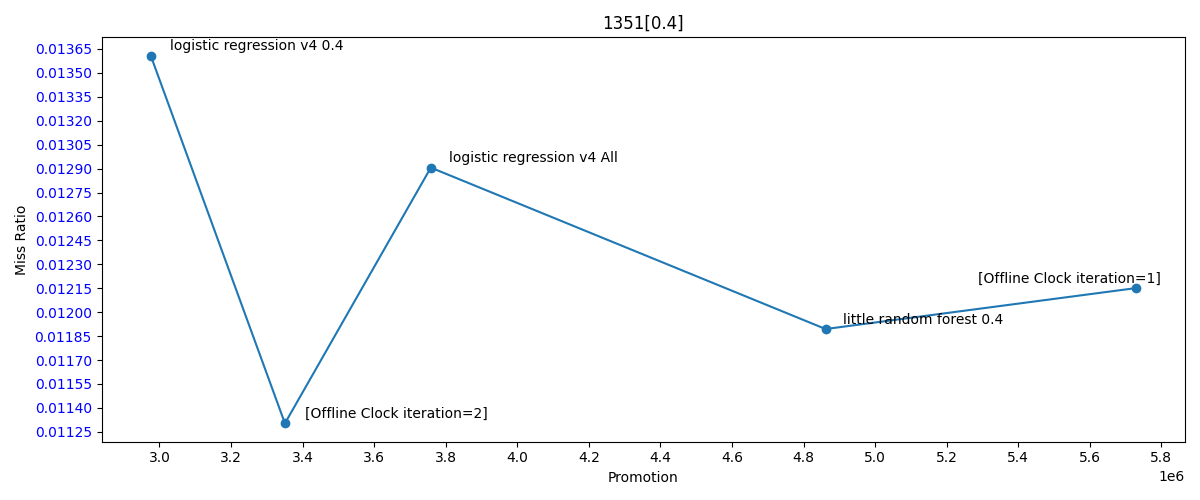 1351[0.4]
0.01365
0.01350
0.01335
0.01320
0.01305
0.01290
0.01275
0.01260
0.01245
0.01230
0.01215
0.01200
0.01185
0.01170
0.01155
0.01140
0.01125
Miss Ratio
logistic regression v4 0.4
logistic regression v4 All
[Offline Clock iteration=1]
little random forest 0.4
[Offline Clock iteration=2]
3.0 3.2 3.4 3.6 3.8 4.0 4.2 4.4 4.6 4.8 5.0 5.2 5.4 5.6 5.8
1e6
Promotion